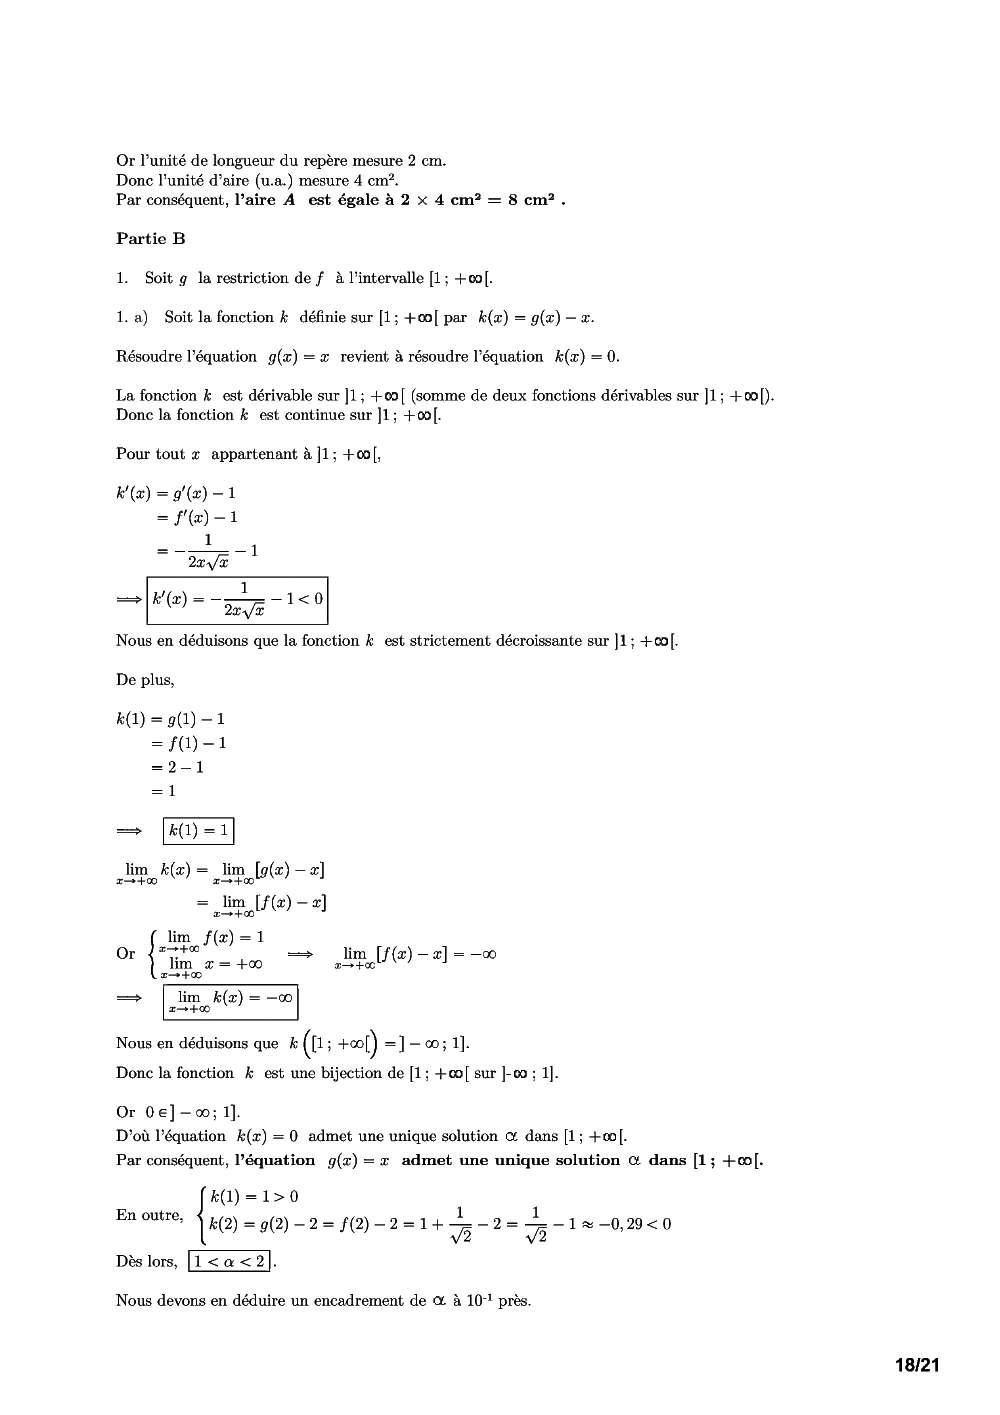 Or l'unité de longueur du repère mesure 2 cm.
Donc l'unité d'aire (u.a.) mesure 4 cm².
Par conséquent, l'aire A est égale à 2 × 4 cm² = 8 cm² .
Partie B
1. Soit g la restriction de f à l'intervalle [1 ; +∞[.
1. a) Soit la fonction k définie sur [1 ; +∞[ par k(x) = g(x) − x.
Résoudre l'équation g(x) = x revient à résoudre l'équation k(x) = 0.
La fonction k est dérivable sur ]1 ; +∞[ (somme de deux fonctions dérivables sur ]1 ; +∞[).
Donc la fonction k est continue sur ]1 ; +∞[.
Pour tout x appartenant à ]1 ; +∞[,
k′(x) = g′(x) − 1
= f′(x) − 1
= −1/(2x√x) − 1
⟹ k′(x) = −1/(2x√x) − 1 < 0
Nous en déduisons que la fonction k est strictement décroissante sur ]1 ; +∞[.
De plus,
k(1) = g(1) − 1
= f(1) − 1
= 2 − 1
= 1
⟹ k(1) = 1
lim x→+∞ k(x) = lim x→+∞ [g(x) − x]
= lim x→+∞ [f(x) − x]
Or { lim x→+∞ f(x) = 1
lim x→+∞ x = +∞ ⟹ lim x→+∞ [f(x) − x] = −∞
⟹ lim x→+∞ k(x) = −∞
Nous en déduisons que k([1 ; +∞[) = ] − ∞ ; 1].
Donc la fonction k est une bijection de [1 ; +∞[ sur ]-∞ ; 1].
Or 0 ∈ ] − ∞ ; 1].
D'où l'équation k(x) = 0 admet une unique solution α dans [1 ; +∞[.
Par conséquent, l'équation g(x) = x admet une unique solution α dans [1 ; +∞[.
En outre, { k(1) = 1 > 0
k(2) = g(2) − 2 = f(2) − 2 = 1 + 1/√2 − 2 = 1/√2 − 1 ≈ −0,29 < 0
Dès lors, 1 < α < 2 .
Nous devons en déduire un encadrement de α à 10⁻¹ près.
18/21